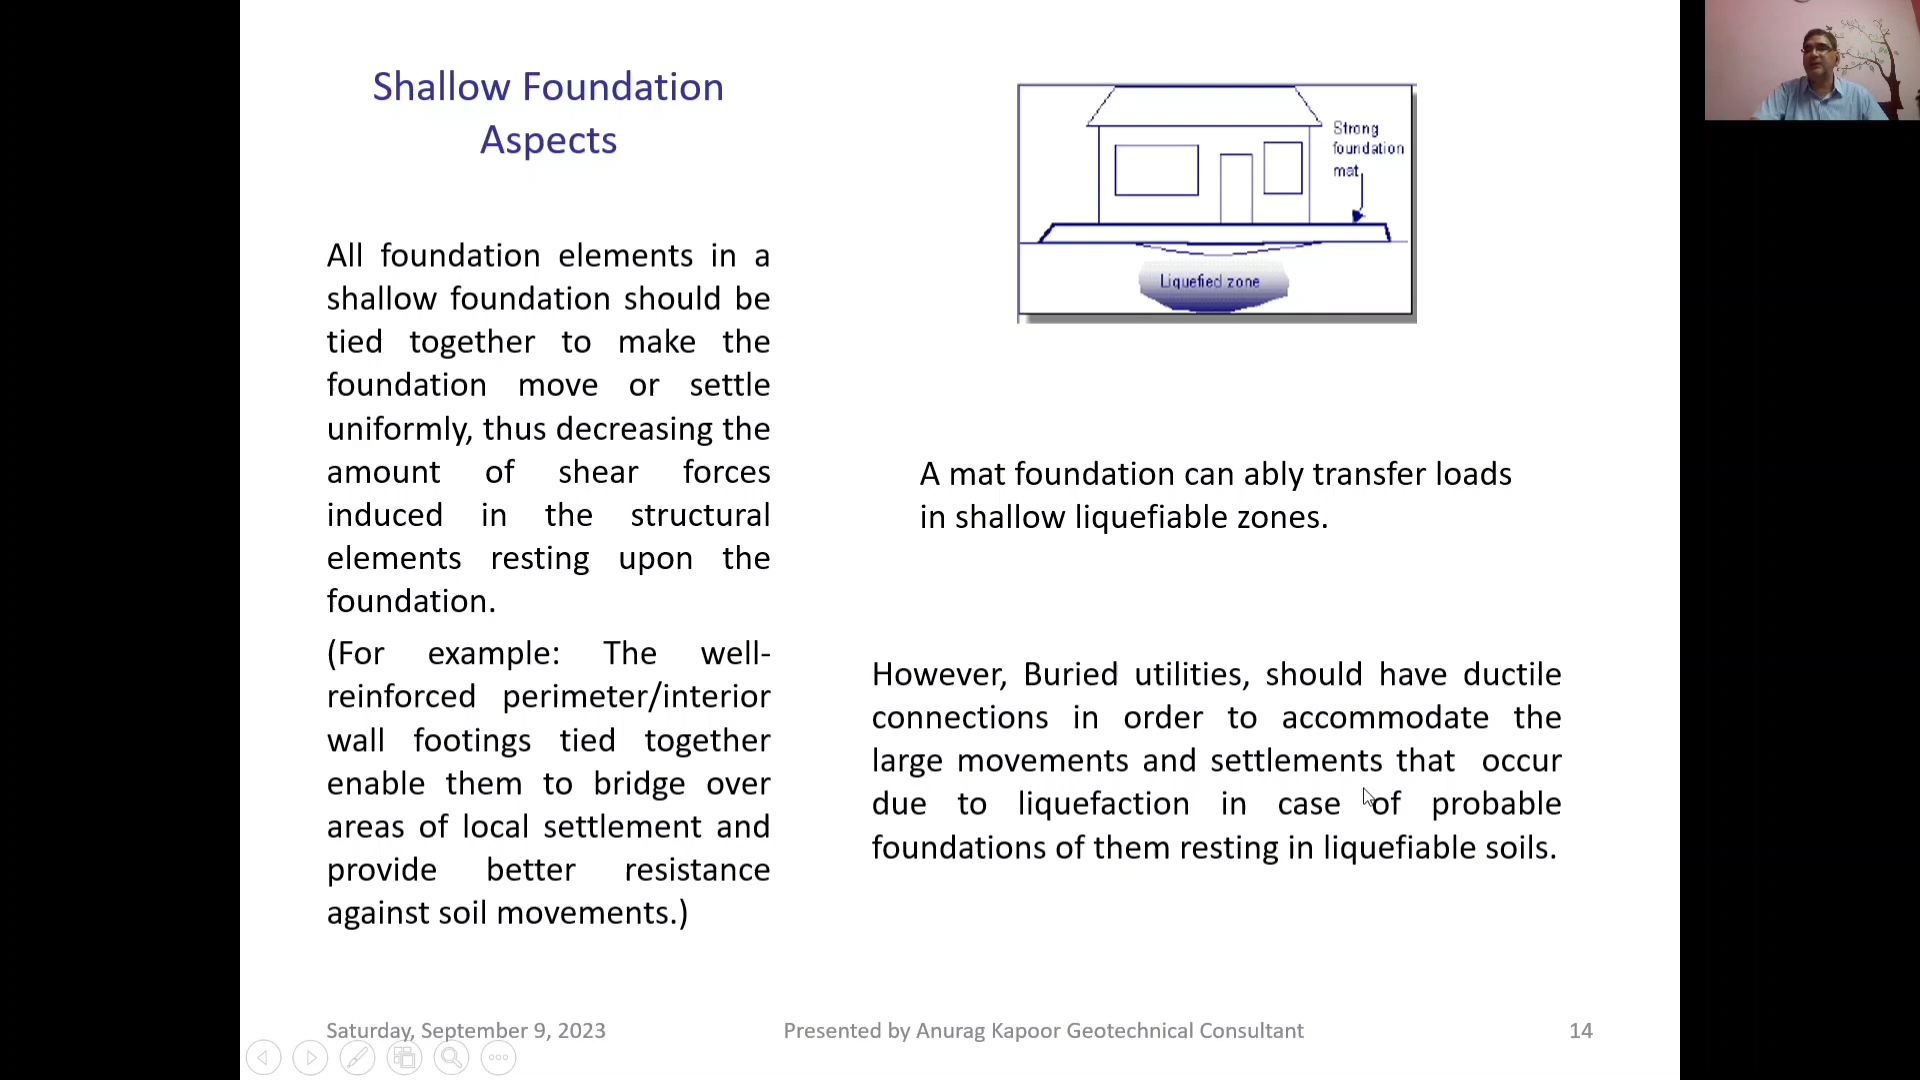 Shallow Foundation
Aspects
All foundation elements in a
shallow foundation should be
tied together to make the
foundation move or settle
uniformly, thus decreasing the
amount of shear forces
induced in the structural
elements resting upon the
foundation.
(For example: The well-
reinforced perimeter/interior
wall footings tied together
enable them to bridge over
areas of local settlement and
provide better resistance
against soil movements.)
Strong
foundation
mat
Liquefied zone
A mat foundation can ably transfer loads
in shallow liquefiable zones.
However, Buried utilities, should have ductile
connections in order to accommodate the
large movements and settlements that occur
due to liquefaction in case of probable
foundations of them resting in liquefiable soils.
Saturday, September 9, 2023
Presented by Anurag Kapoor Geotechnical Consultant
14